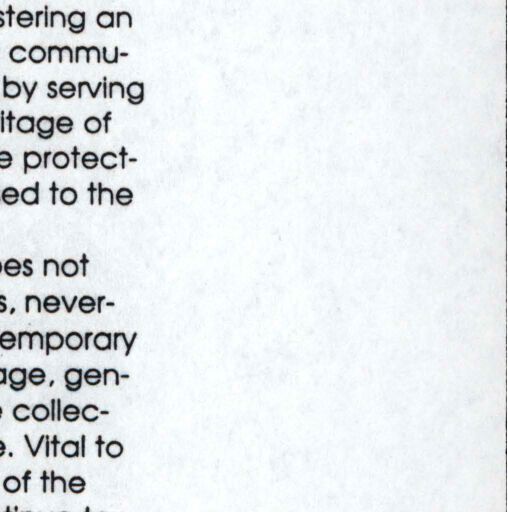 stering an
commu-
by serving
itage of
e protect-
ed to the
es not
s, never-
emporary
age, gen-
collec-
e. Vital to
of the